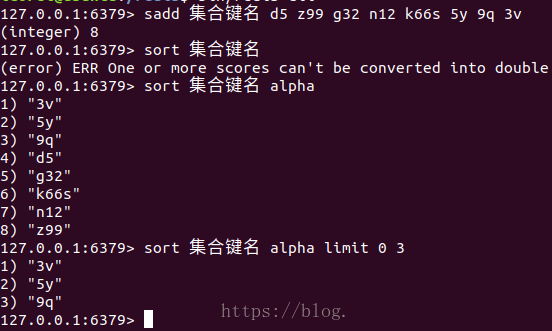 127.0.0.1:6379> sadd 集合键名 d5 z99 g32 n12 k66s 5y 9q 3v
(integer) 8
127.0.0.1:6379> sort 集合键名
(error) ERR One or more scores can't be converted into double
127.0.0.1:6379> sort 集合键名 alpha
1) "3v"
2) "5y"
3) "9q"
4) "d5"
5) "g32"
6) "k66s"
7) "n12"
8) "z99"
127.0.0.1:6379> sort 集合键名 alpha limit 0 3
1) "3v"
2) "5y"
3) "9q"
127.0.0.1:6379>
https://blog.